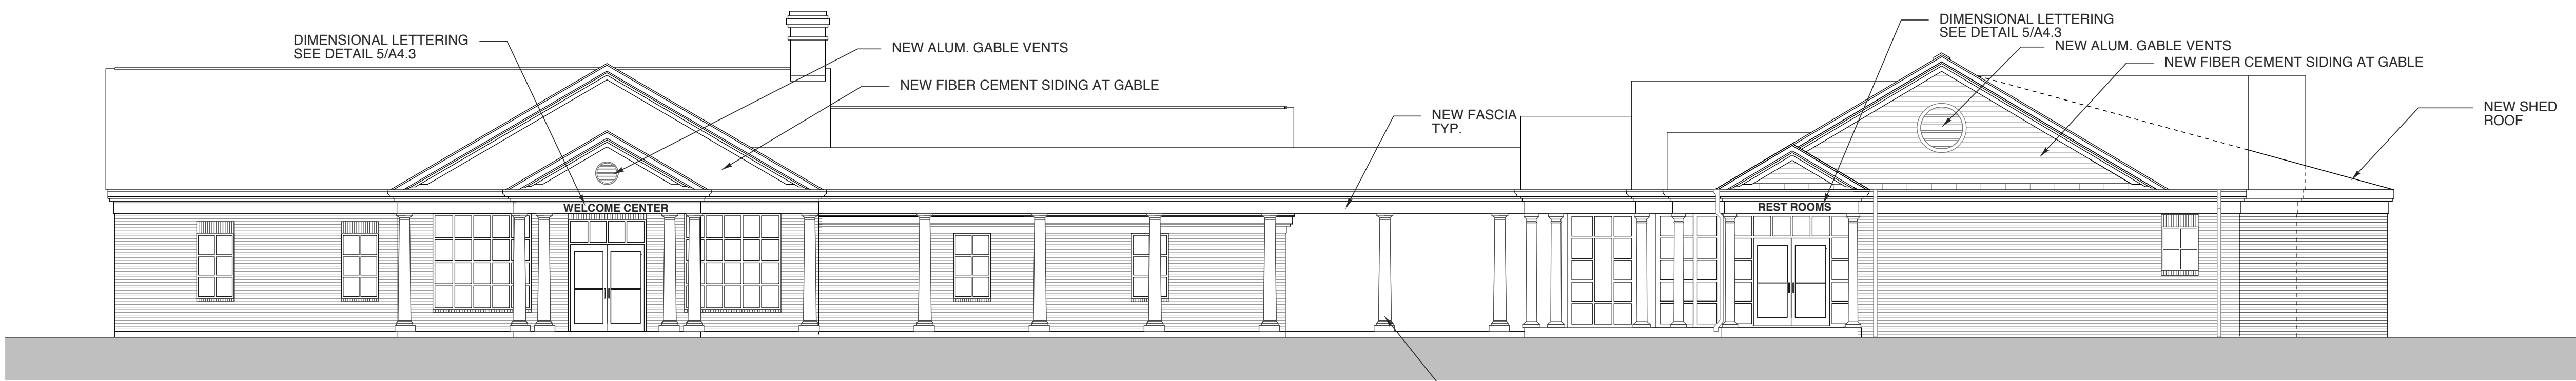 DIMENSIONAL LETTERING
SEE DETAIL 5/A4.3
NEW ALUM. GABLE VENTS
NEW FIBER CEMENT SIDING AT GABLE
NEW FASCIA
TYP.
DIMENSIONAL LETTERING
SEE DETAIL 5/A4.3
NEW ALUM. GABLE VENTS
NEW FIBER CEMENT SIDING AT GABLE
NEW SHED
ROOF
WELCOME CENTER
REST ROOMS